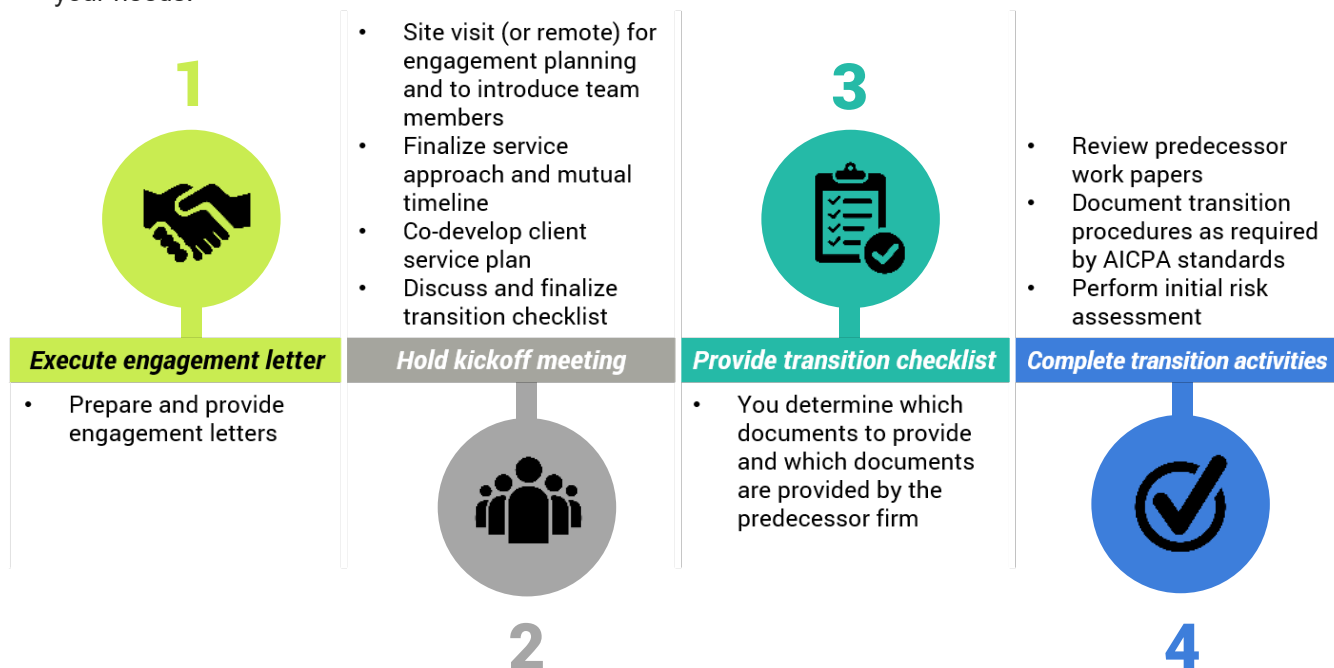 your needs.
1
Execute engagement letter
• Prepare and provide
engagement letters
• Site visit (or remote) for
engagement planning
and to introduce team
members
• Finalize service
approach and mutual
timeline
• Co-develop client
service plan
• Discuss and finalize
transition checklist
Hold kickoff meeting
2
3
Provide transition checklist
• You determine which
documents to provide
and which documents
are provided by the
predecessor firm
• Review predecessor
work papers
• Document transition
procedures as required
by AICPA standards
• Perform initial risk
assessment
Complete transition activities
4